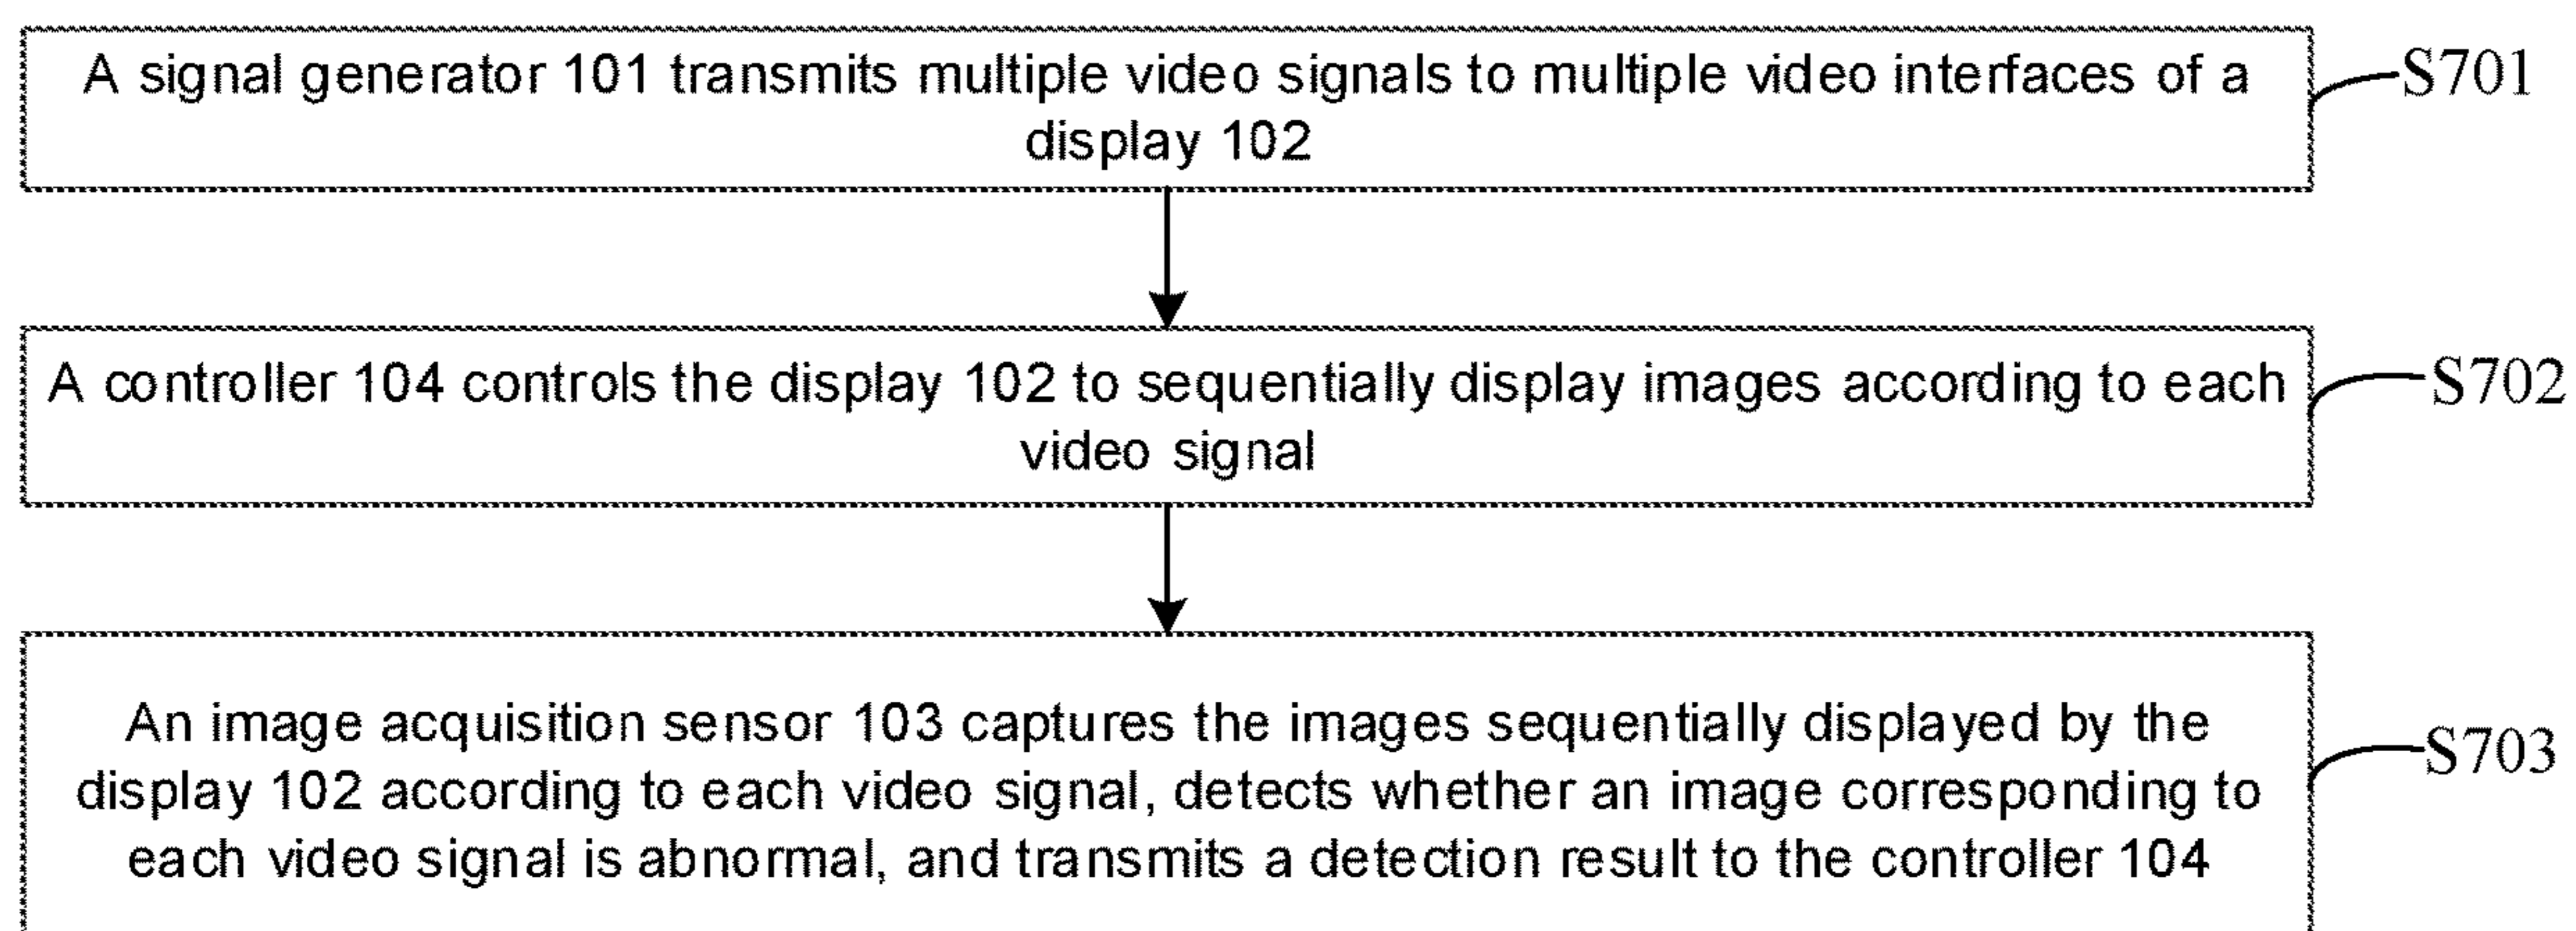 A signal generator 101 transmits multiple video signals to multiple video interfaces of a
display 102
S701
A controller 104 controls the display 102 to sequentially display images according to each
video signal
S702
An image acquisition sensor 103 captures the images sequentially displayed by the
display 102 according to each video signal, detects whether an image corresponding to
each video signal is abnormal, and transmits a detection result to the controller 104
S703